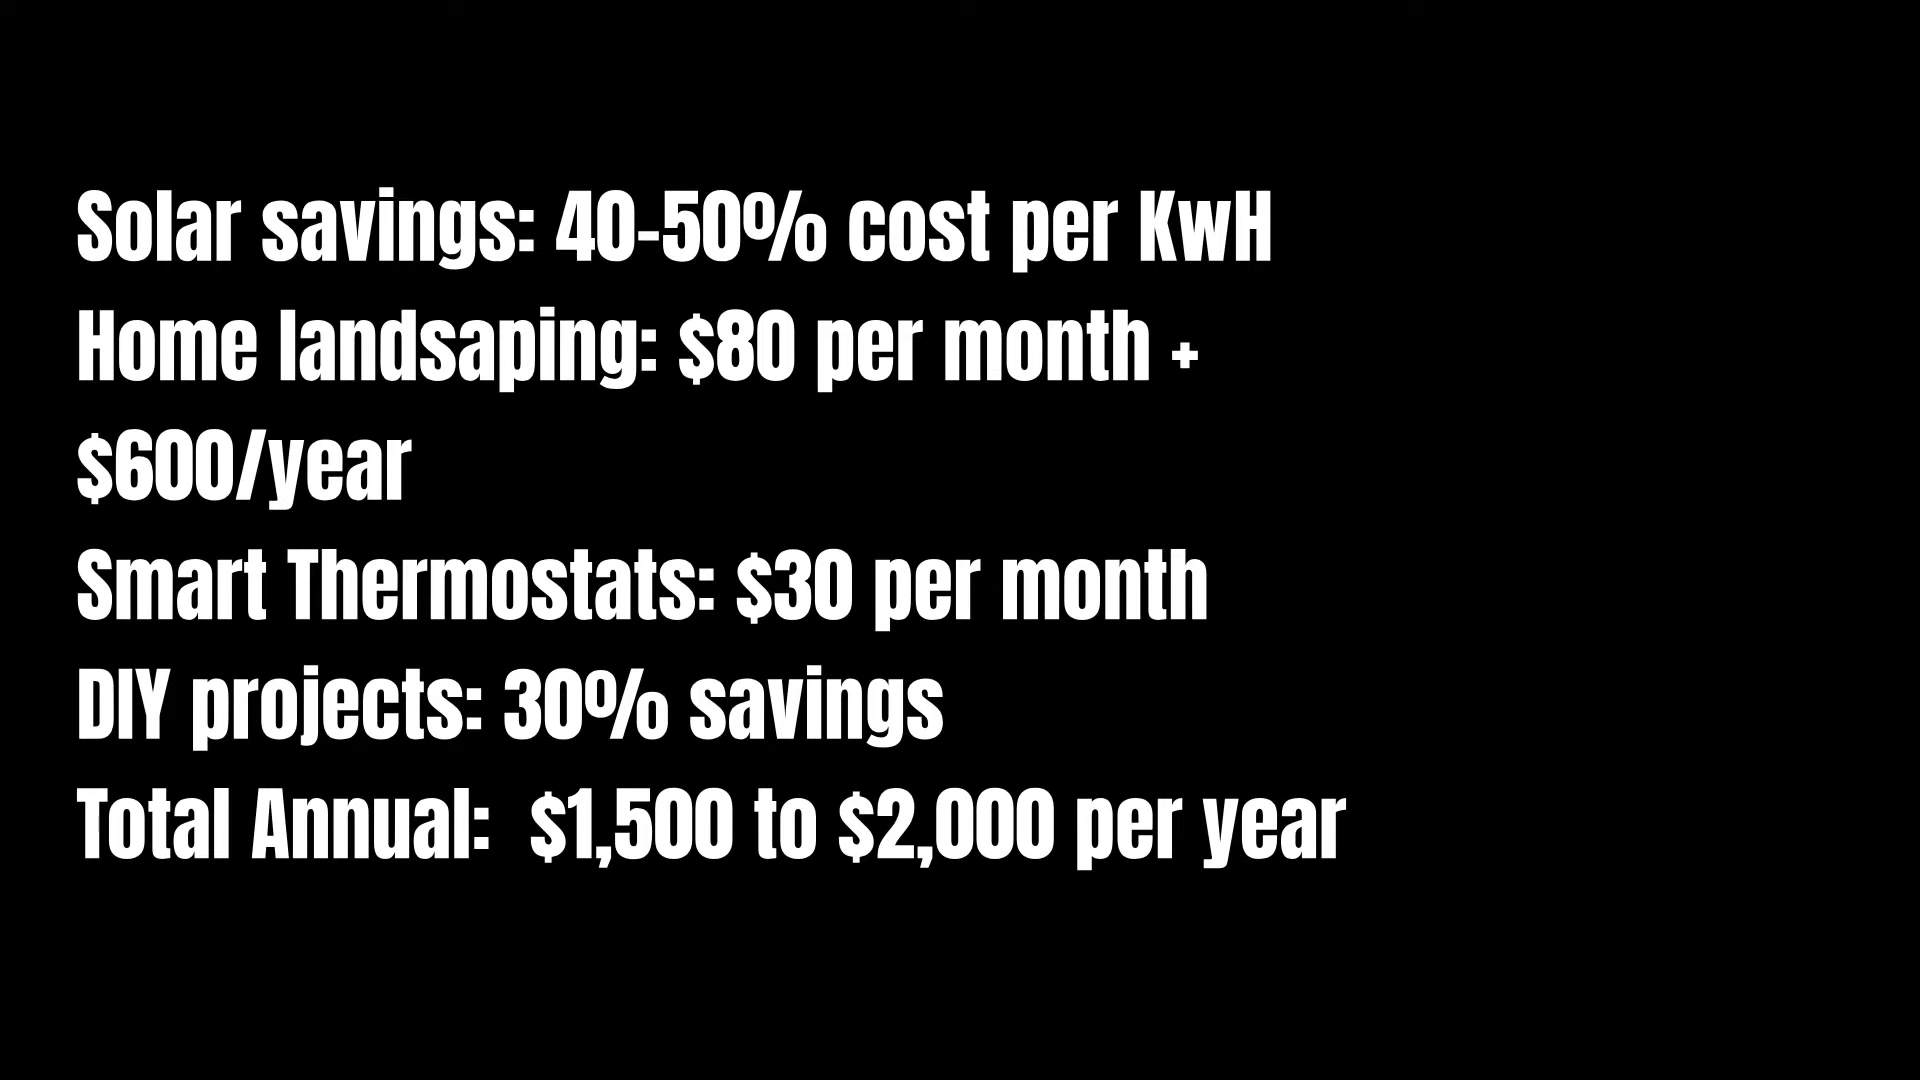 Solar savings: 40-50% cost per KwH
Home landsaping: $80 per month +
$600/year
Smart Thermostats: $30 per month
DIY projects: 30% savings
Total Annual:  $1,500 to $2,000 per year